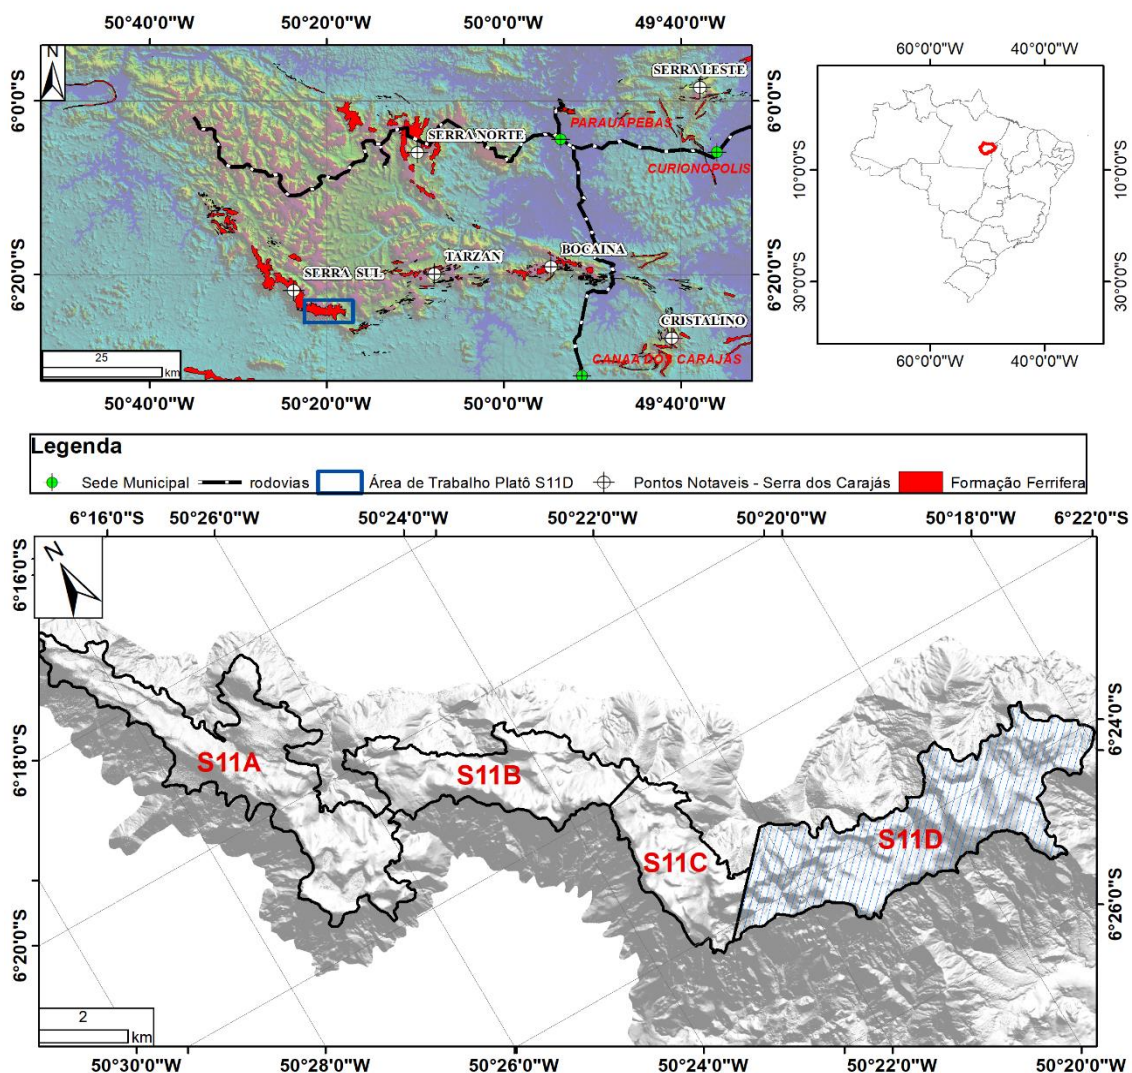 50°40'0"W 50°20'0"W 50°0'0"W 49°40'0"W
60°0'0"W 40°0'0"W
N
SERRA LESTE
6°0'0"S 6°0'0"S
PARAUAPEBAS
SERRA NORTE
CURIONÓPOLIS
10°0'0"S 10°0'0"S
BOCAINA
TARZAN
SERRA SUL
6°20'0"S 6°20'0"S
30°0'0"S 30°0'0"S
CRISTALINO
CANAA DOS CARAJÁS
25
km
60°0'0"W 40°0'0"W
50°40'0"W 50°20'0"W 50°0'0"W 49°40'0"W
Legenda
Sede Municipal rodovias Área de Trabalho Platô S11D Pontos Notaveis - Serra dos Carajás Formação Ferrifera
6°16'0"S 50°26'0"W 50°24'0"W 50°22'0"W 50°20'0"W 50°18'0"W 6°22'0"S
N
6°16'0"S
6°18'0"S
6°24'0"S
S11A
S11B
S11C
S11D
6°20'0"S
6°26'0"S
2
km
50°30'0"W 50°28'0"W 50°26'0"W 50°24'0"W 50°22'0"W 50°20'0"W